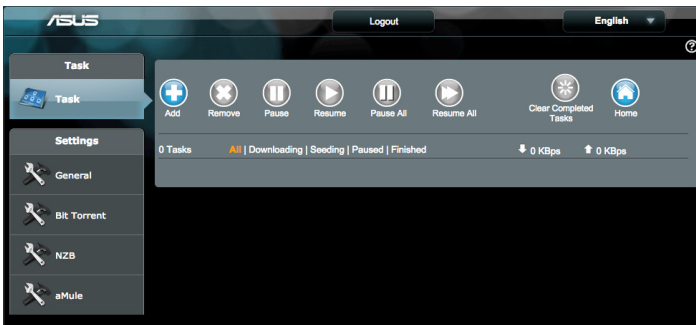 ASUS
Logout
English
?
Task
Task
Settings
General
Bit Torrent
NZB
aMule
Add
Remove
Pause
Resume
Pause All
Resume All
Clear Completed
Tasks
Home
0 Tasks
All | Downloading | Seeding | Paused | Finished
0 KBps
0 KBps